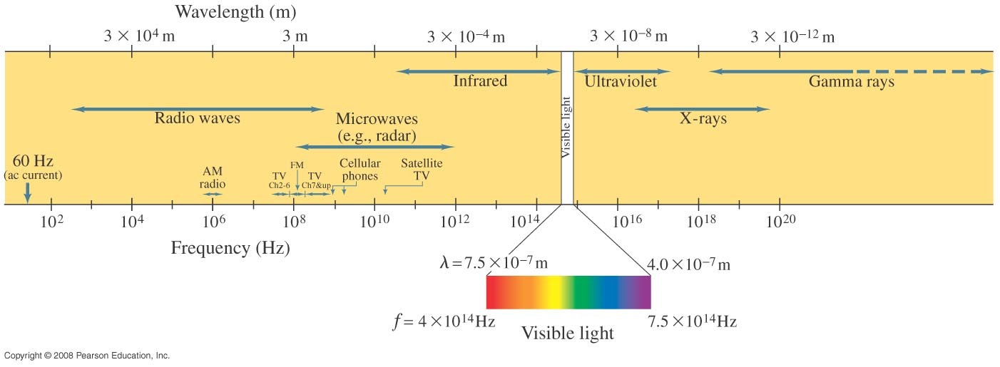 Wavelength (m)
3 × 10⁴ m 3 m 3 × 10⁻⁴ m 3 × 10⁻⁸ m 3 × 10⁻¹² m
Infrared
Ultraviolet
Gamma rays
Visible light
Radio waves
Microwaves
(e.g., radar)
X-rays
60 Hz
(ac current)
AM
radio
TV
Ch2-6
FM
TV
Ch7&up
Cellular
phones
Satellite
TV
10² 10⁴ 10⁶ 10⁸ 10¹⁰ 10¹² 10¹⁴ 10¹⁶ 10¹⁸ 10²⁰
Frequency (Hz)
λ = 7.5 × 10⁻⁷ m
4.0 × 10⁻⁷ m
f = 4 × 10¹⁴ Hz
7.5 × 10¹⁴ Hz
Visible light
Copyright © 2008 Pearson Education, Inc.